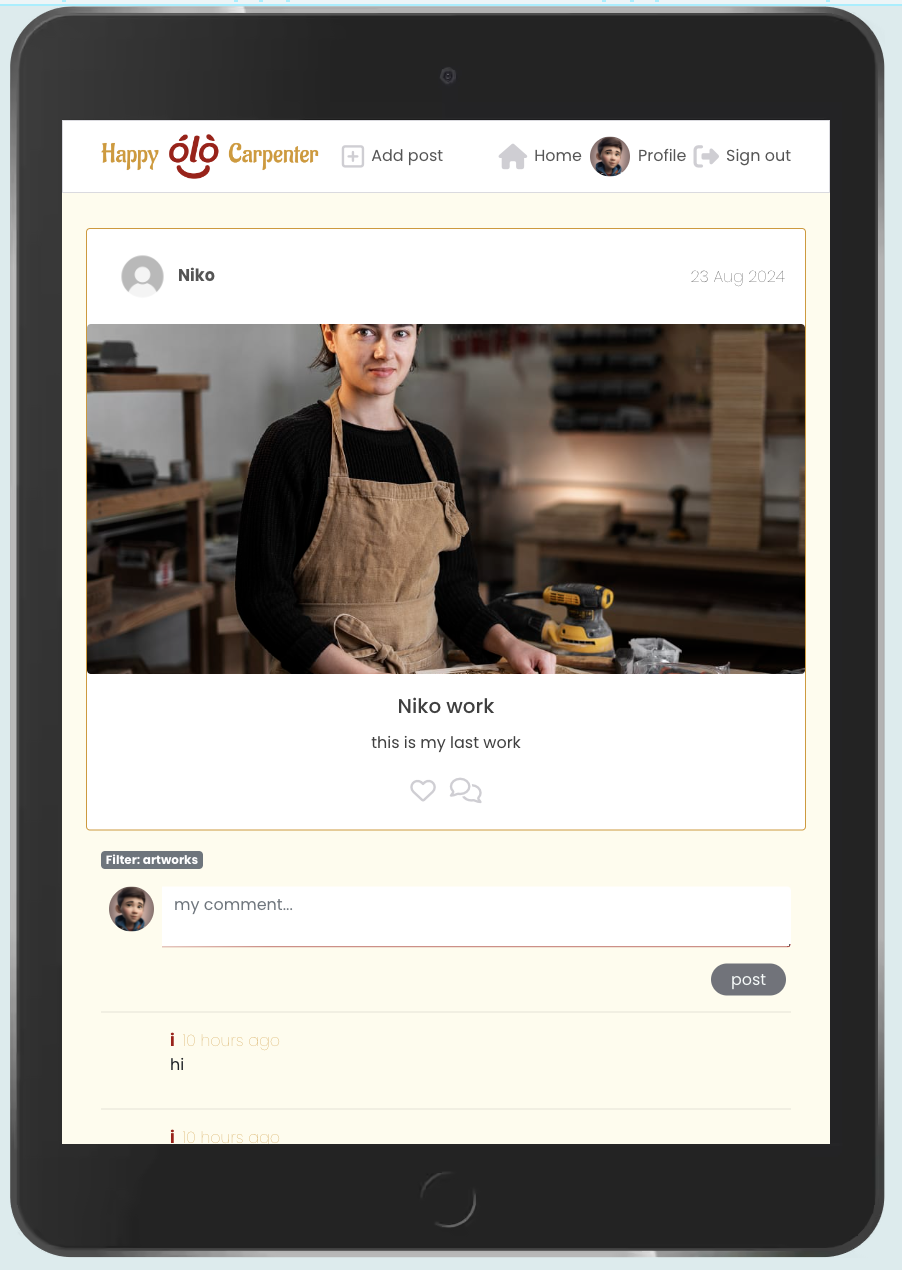 Happy ólò Carpenter Add post Home Profile Sign out
Niko 23 Aug 2024
Niko work
this is my last work
Filter: artworks
my comment...
post
i 10 hours ago
hi
i 10 hours ago